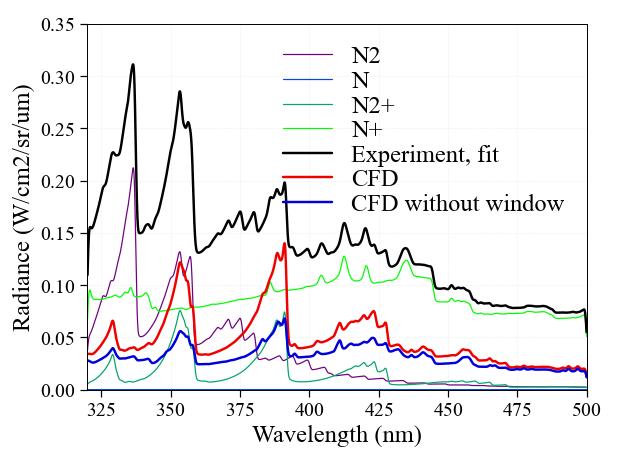 0.35
0.30
0.25
0.20
0.15
0.10
0.05
0.00
Radiance (W/cm2/sr/um)
N2
N
N2+
N+
Experiment, fit
CFD
CFD without window
325 350 375 400 425 450 475 500
Wavelength (nm)